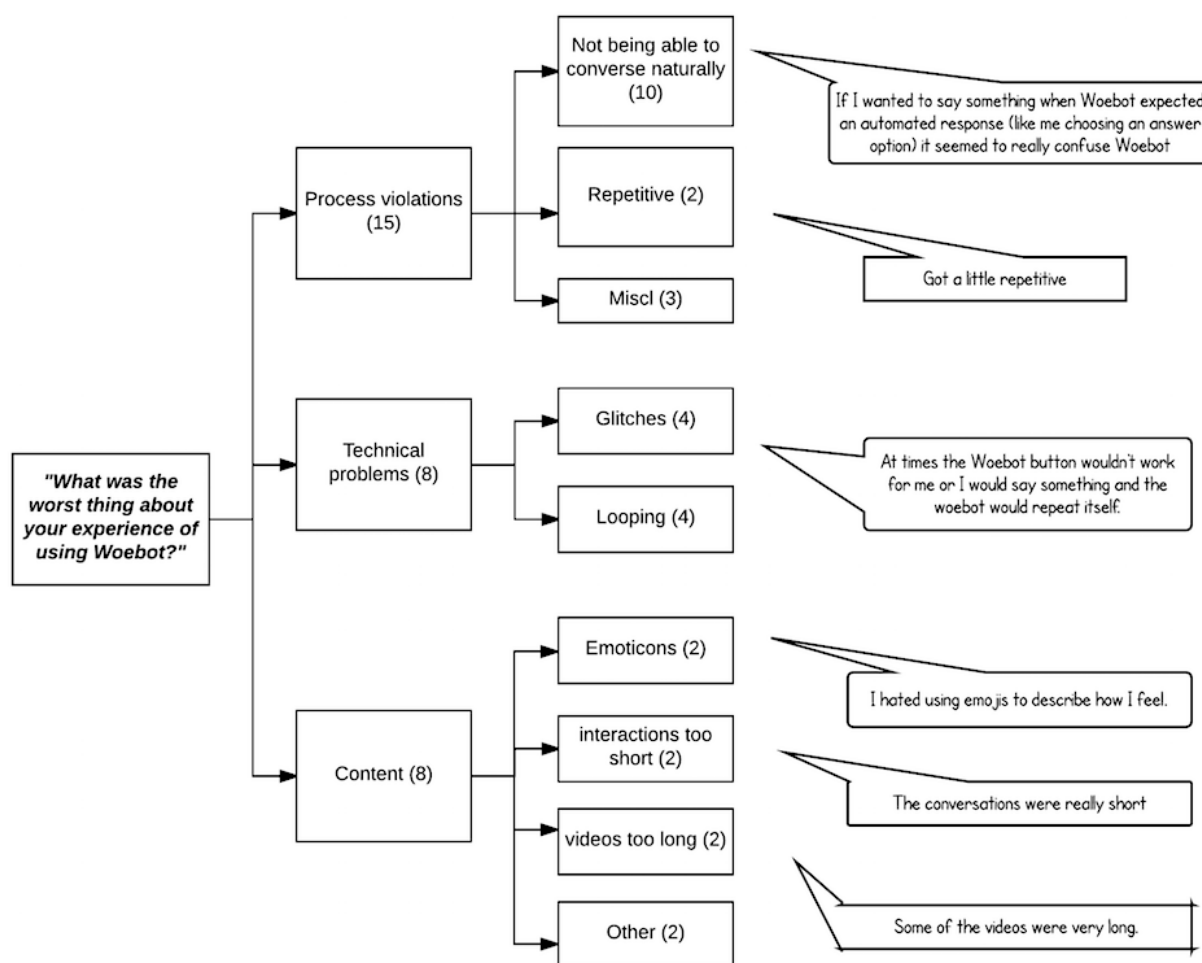 Not being able to
converse naturally
(10)
If I wanted to say something when Woebot expected
an automated response (like me choosing an answer
option) it seemed to really confuse Woebot
Process violations
(15)
Repetitive (2)
Got a little repetitive
Miscl (3)
"What was the
worst thing about
your experience of
using Woebot?"
Technical
problems (8)
Glitches (4)
At times the Woebot button wouldn't work
for me or I would say something and the
woebot would repeat itself.
Looping (4)
Content (8)
Emoticons (2)
I hated using emojis to describe how I feel.
interactions too
short (2)
The conversations were really short
videos too long (2)
Some of the videos were very long.
Other (2)